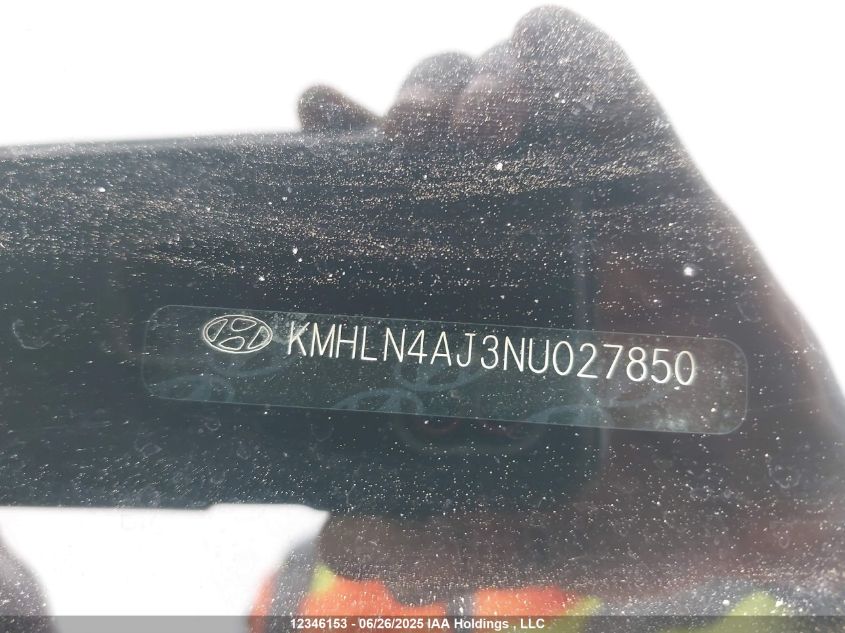 KMHLN4AJ3NU027850
12346153 - 06/26/2025 IAA Holdings , LLC